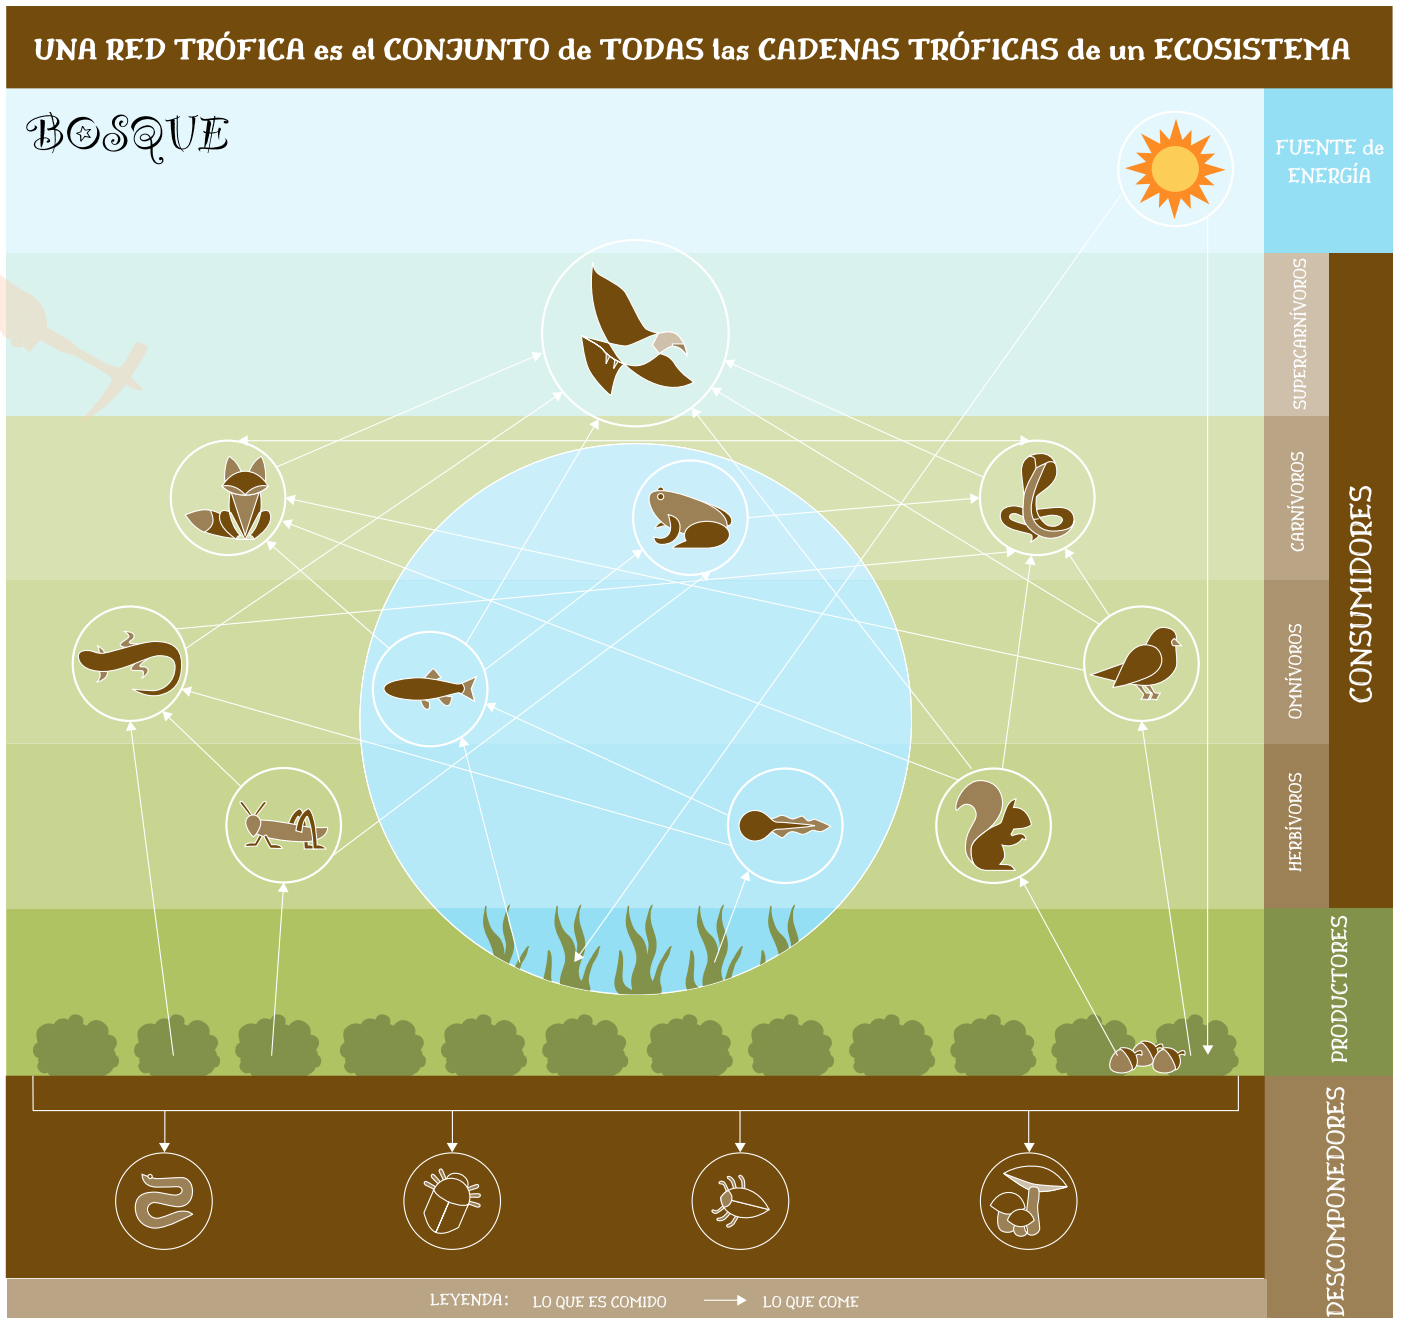 UNA RED TRÓFICA es el CONJUNTO de TODAS las CADENAS TRÓFICAS de un ECOSISTEMA
BOSQUE
FUENTE de
ENERGÍA
SUPERCARNÍVOROS
CARNÍVOROS
OMNÍVOROS
HERBÍVOROS
CONSUMIDORES
PRODUCTORES
DESCOMPONEDORES
LEYENDA: LO QUE ES COMIDO LO QUE COME